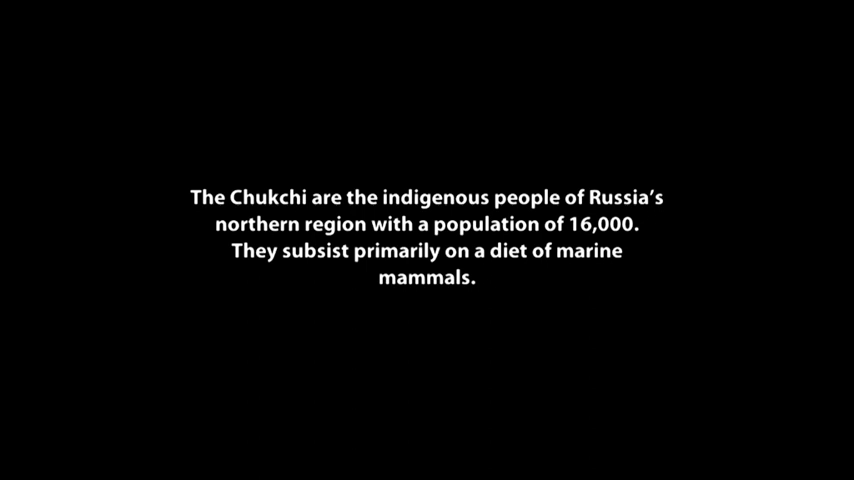 The Chukchi are the indigenous people of Russia’s
northern region with a population of 16,000.
They subsist primarily on a diet of marine
mammals.